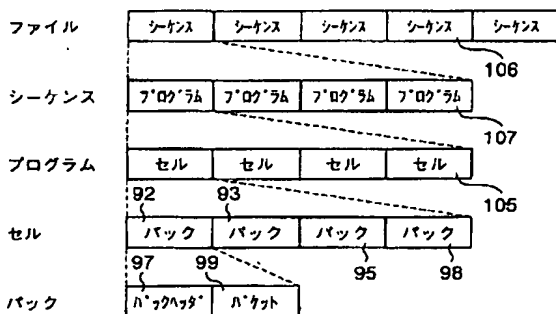 ファイル ｼｰｹﾝｽ ｼｰｹﾝｽ ｼｰｹﾝｽ ｼｰｹﾝｽ ｼｰｹﾝｽ
106
シーケンス ﾌﾟﾛｸﾞﾗﾑ ﾌﾟﾛｸﾞﾗﾑ ﾌﾟﾛｸﾞﾗﾑ ﾌﾟﾛｸﾞﾗﾑ
107
プログラム セル セル セル セル
92 93 105
セル パック パック パック パック
97 99 95 98
パック ﾊﾟｯｸﾍｯﾀﾞ ﾊﾟｹｯﾄ